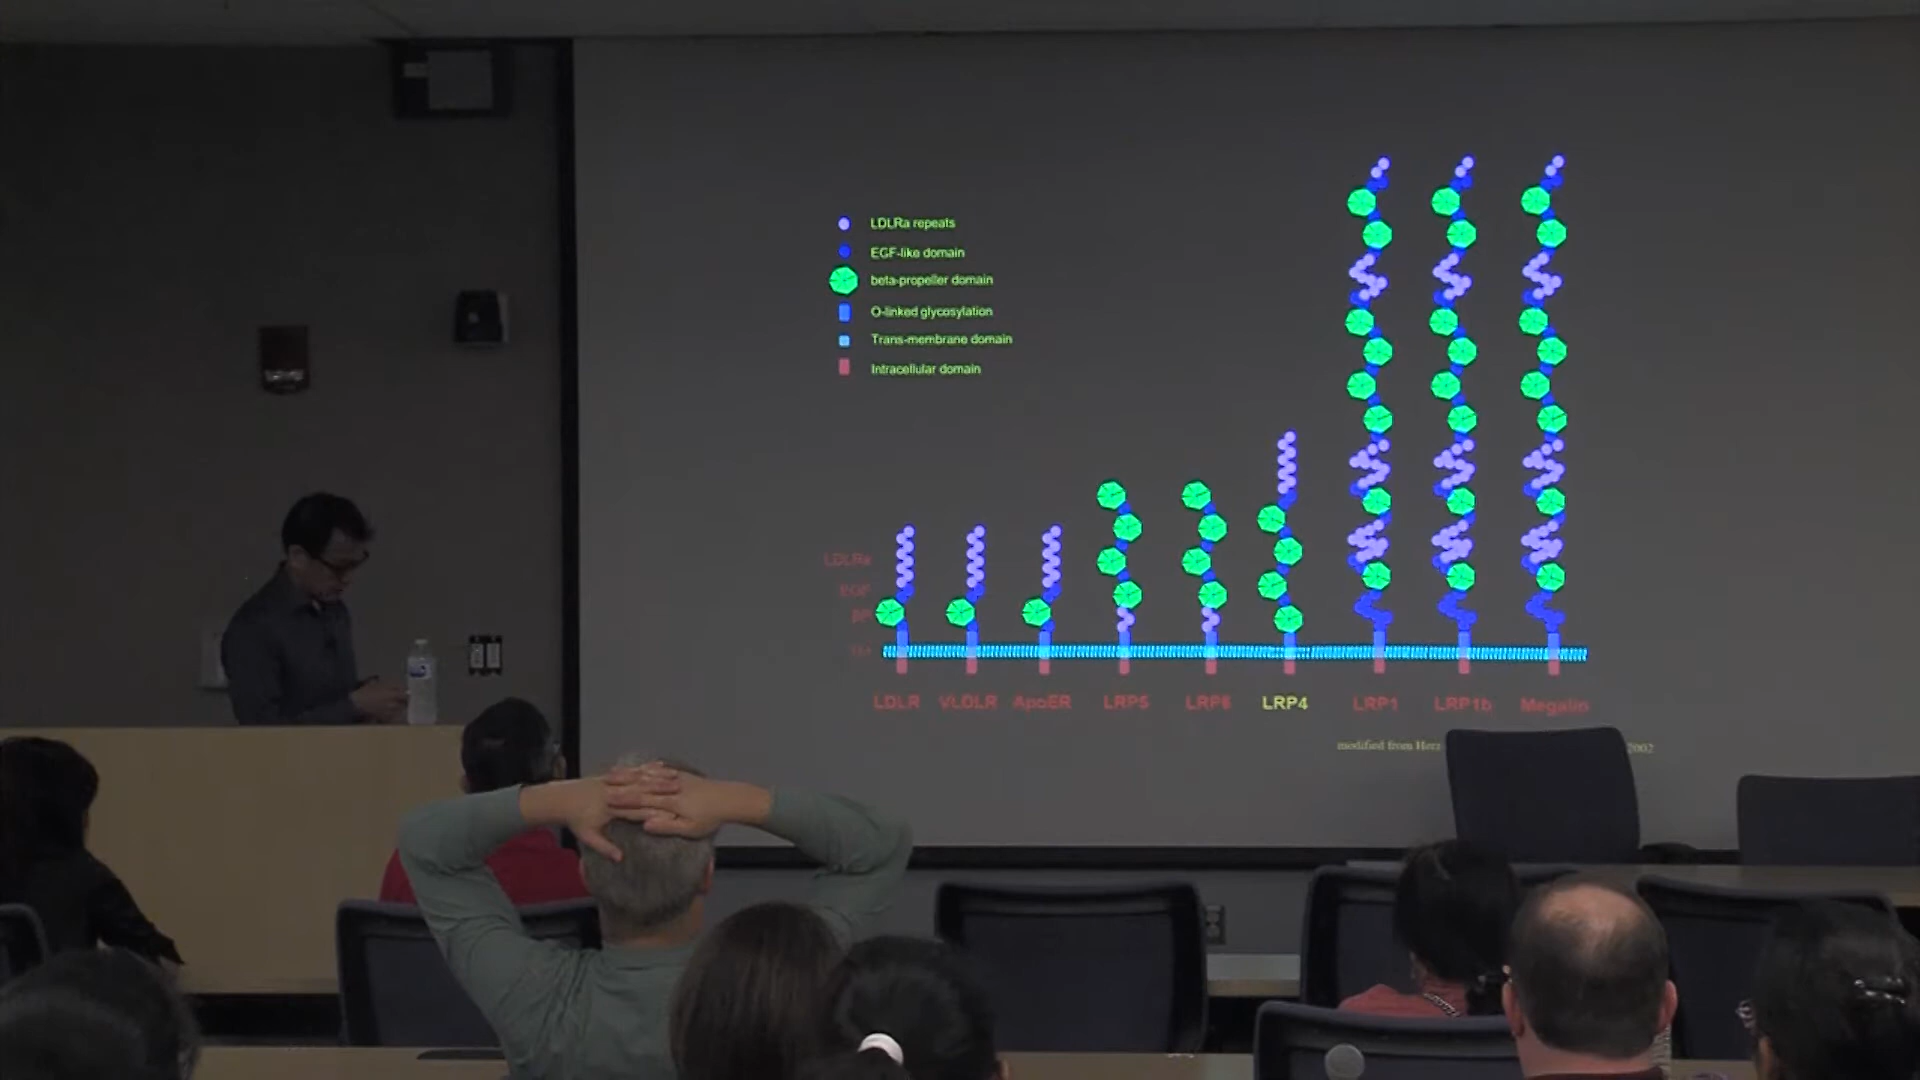 LDLRa repeats
EGF-like domain
beta-propeller domain
O-linked glycosylation
Trans-membrane domain
Intracellular domain
LDLRa
EGF
LDLR VLDLR ApoER LRP5 LRP6 LRP4 LRP1 LRP1b Megalin
modified from Herz 2002